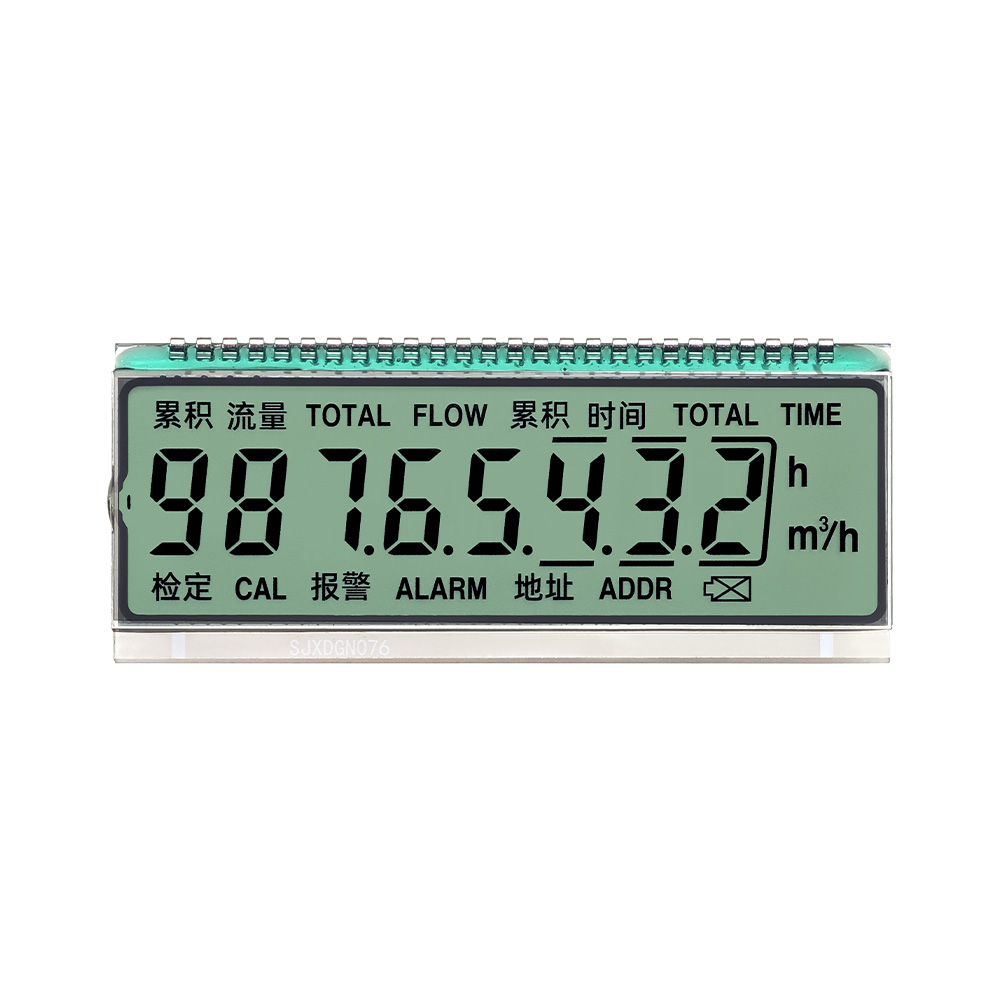 累积 流量 TOTAL FLOW 累积 时间 TOTAL TIME
987.6.5.4.3.2 h
m³/h
检定 CAL 报警 ALARM 地址 ADDR
SJXDGN076